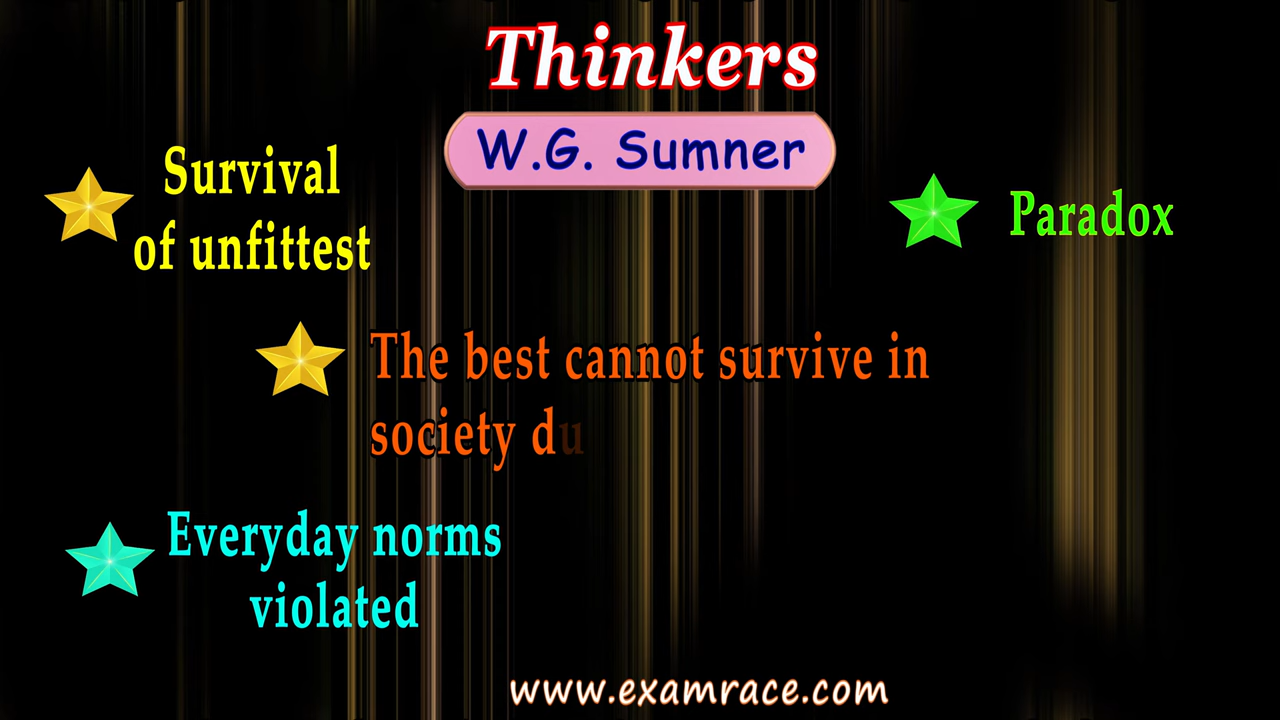 Thinkers
W.G. Sumner
Survival
of unfittest
Paradox
The best cannot survive in
society du
Everyday norms
violated
www.examrace.com